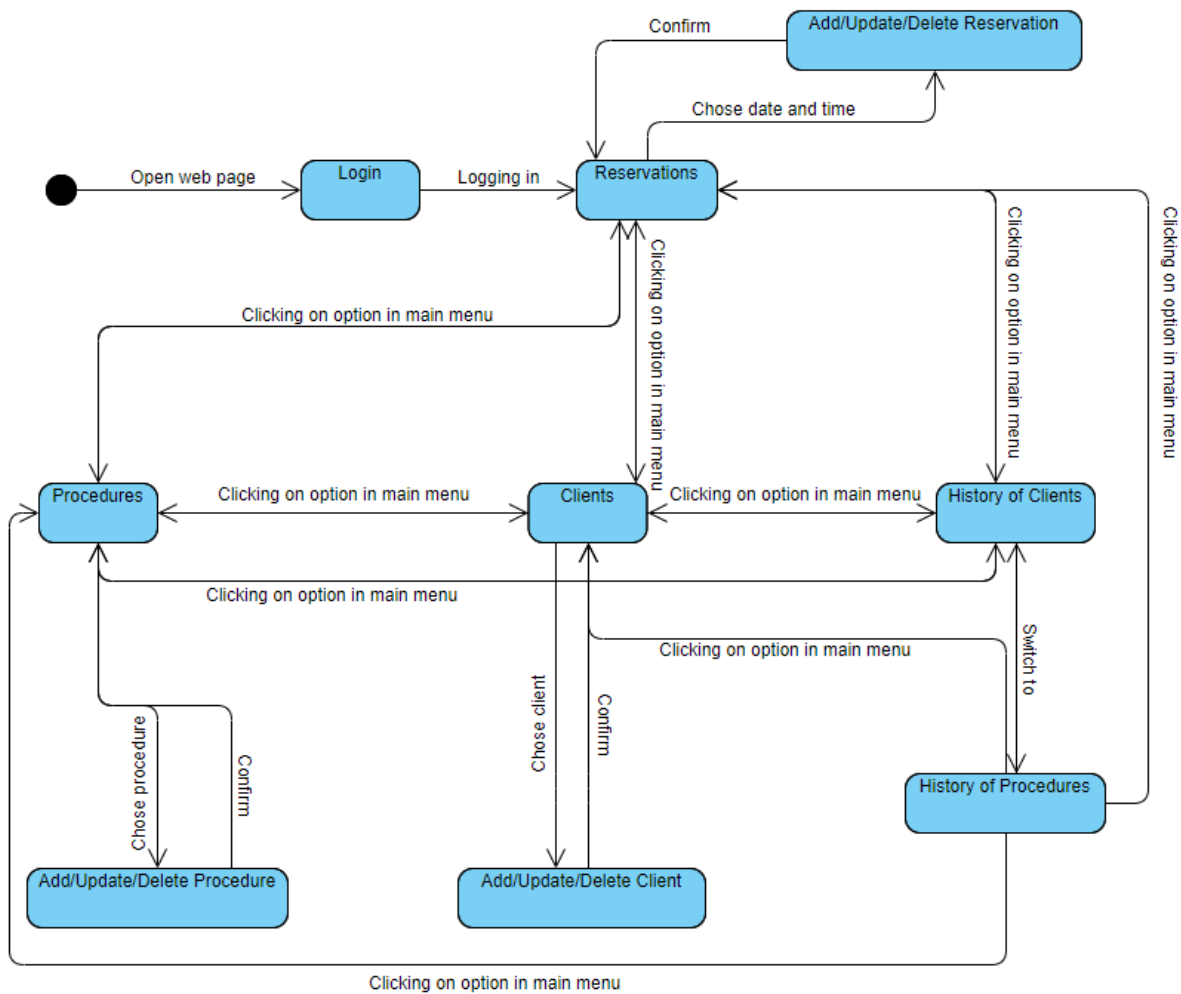 Add/Update/Delete Reservation
Confirm
Chose date and time
Open web page
Login
Logging in
Reservations
Clicking on option in main menu
Clicking on option in main menu
Clicking on option in main menu
Clicking on option in main menu
Procedures
Clicking on option in main menu
Clients
Clicking on option in main menu
History of Clients
Clicking on option in main menu
Clicking on option in main menu
Switch to
Chose procedure
Confirm
Chose client
Confirm
History of Procedures
Add/Update/Delete Procedure
Add/Update/Delete Client
Clicking on option in main menu